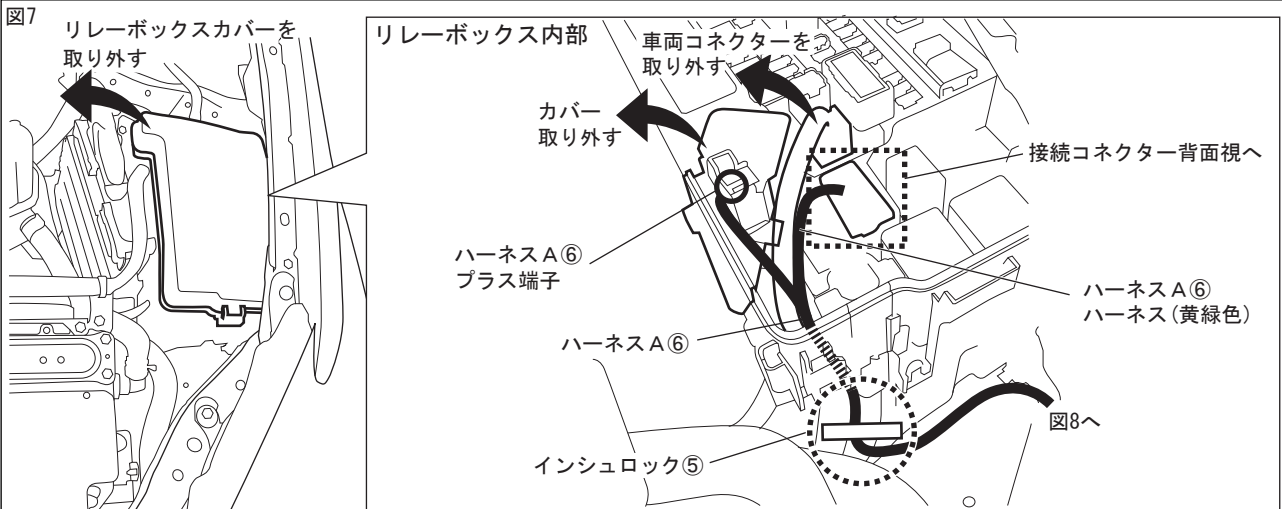 図7
リレーボックスカバーを
取り外す
リレーボックス内部
車両コネクターを
取り外す
カバー
取り外す
接続コネクター背面視へ
ハーネスA⑥
プラス端子
ハーネスA⑥
ハーネス(黄緑色)
ハーネスA⑥
図8へ
インシュロック⑤